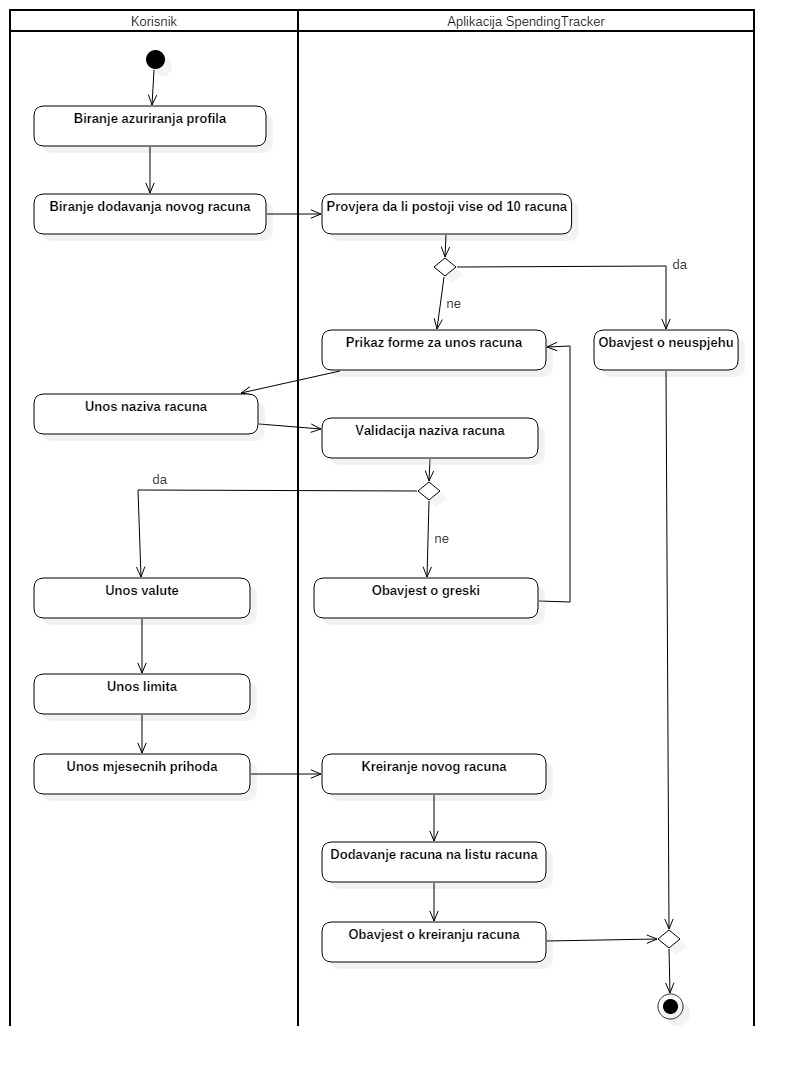 Korisnik
Aplikacija SpendingTracker
Biranje azuriranja profila
Biranje dodavanja novog racuna
Provjera da li postoji vise od 10 racuna
da
ne
Prikaz forme za unos racuna
Obavjest o neuspjehu
Unos naziva racuna
Validacija naziva racuna
da
ne
Unos valute
Obavjest o greski
Unos limita
Unos mjesecnih prihoda
Kreiranje novog racuna
Dodavanje racuna na listu racuna
Obavjest o kreiranju racuna